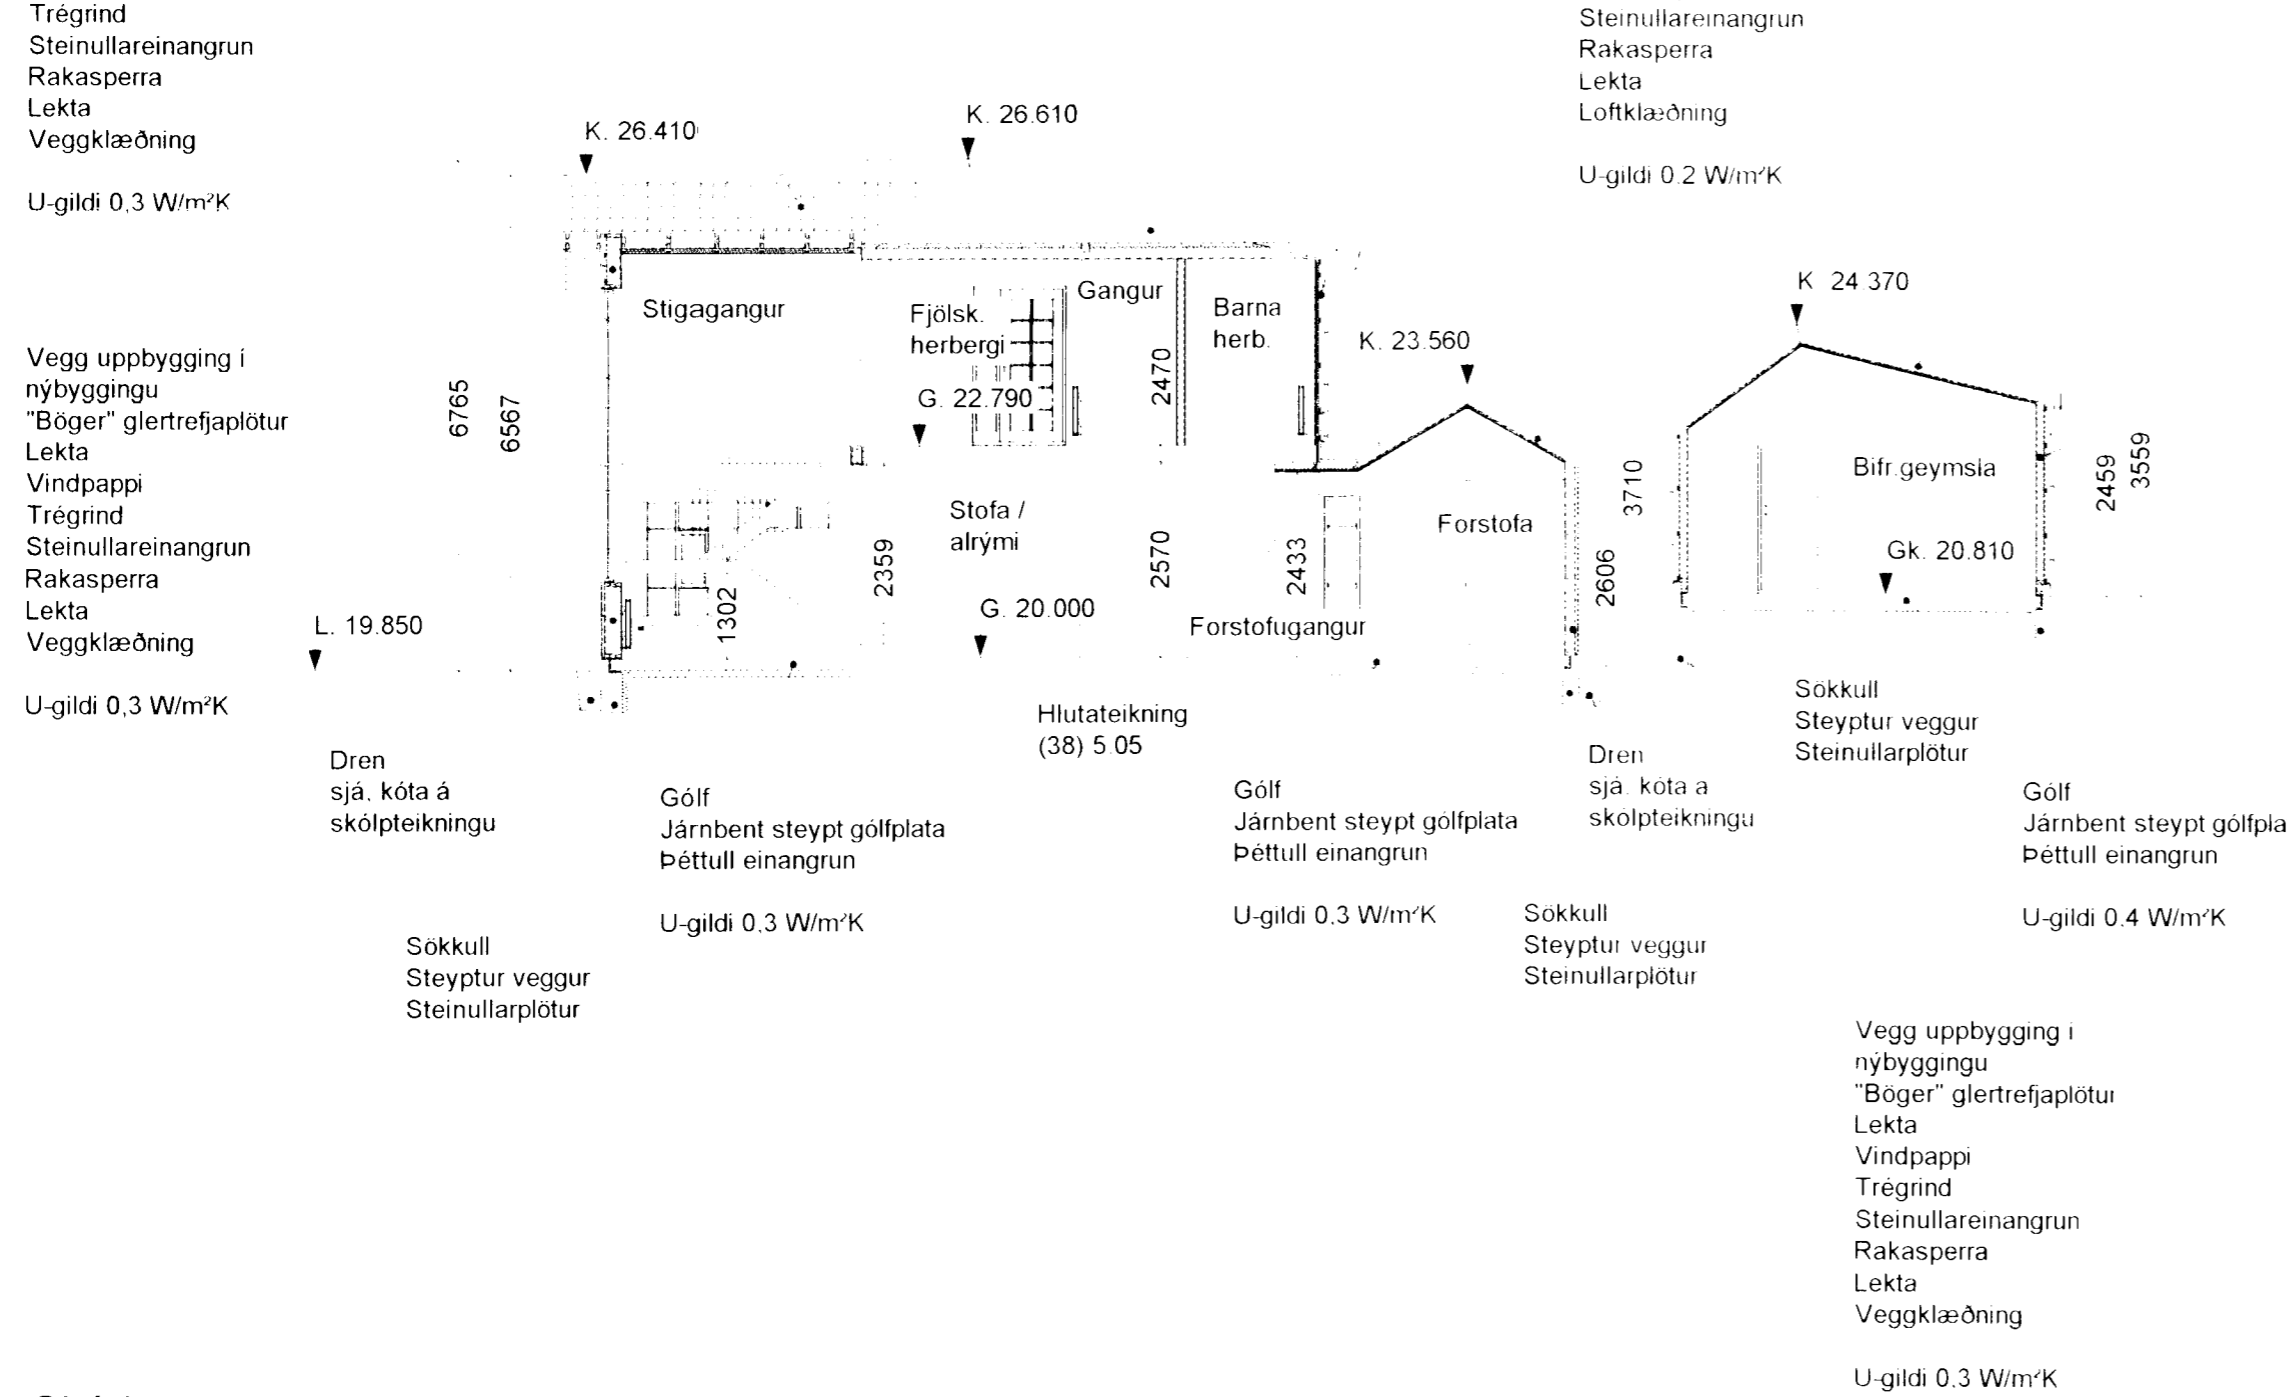 Trégrind
Steinullareinangrun
Rakasperra
Lekta
Veggklæðning
U-gildi 0,3 W/m²K
Steinullareinangrun
Rakasperra
Lekta
Loftklæðning
U-gildi 0.2 W/m²K
K. 26.410
K. 26.610
Stigagangur
Fjölsk.
herbergi
Gangur
Barna
herb.
K. 23.560
K 24.370
G. 22.790
2470
6765
6567
Vegg uppbygging í
nýbyggingu
"Böger" glertrefjaplötur
Lekta
Vindpappi
Trégrind
Steinullareinangrun
Rakasperra
Lekta
Veggklæðning
U-gildi 0,3 W/m²K
L. 19.850
1302
2359
Stofa /
alrými
G. 20.000
2570
2433
Forstofugangur
Forstofa
2606
3710
Bifr.geymsla
Gk. 20.810
2459
3559
Hlutateikning
(38) 5.05
Sökkull
Steyptur veggur
Steinullarplötur
Dren
sjá. kóta á
skólpteikningu
Gólf
Járnbent steypt gólfplata
Þéttull einangrun
U-gildi 0,3 W/m²K
Gólf
Járnbent steypt gólfplata
Þéttull einangrun
U-gildi 0,3 W/m²K
Dren
sjá. kóta a
skólpteikningu
Gólf
Járnbent steypt gólfpla
Þéttull einangrun
U-gildi 0.4 W/m²K
Sökkull
Steyptur veggur
Steinullarplötur
Sökkull
Steyptur veggur
Steinullarplötur
Vegg uppbygging i
nýbyggingu
"Böger" glertrefjaplötur
Lekta
Vindpappi
Trégrind
Steinullareinangrun
Rakasperra
Lekta
Veggklæðning
U-gildi 0.3 W/m²K